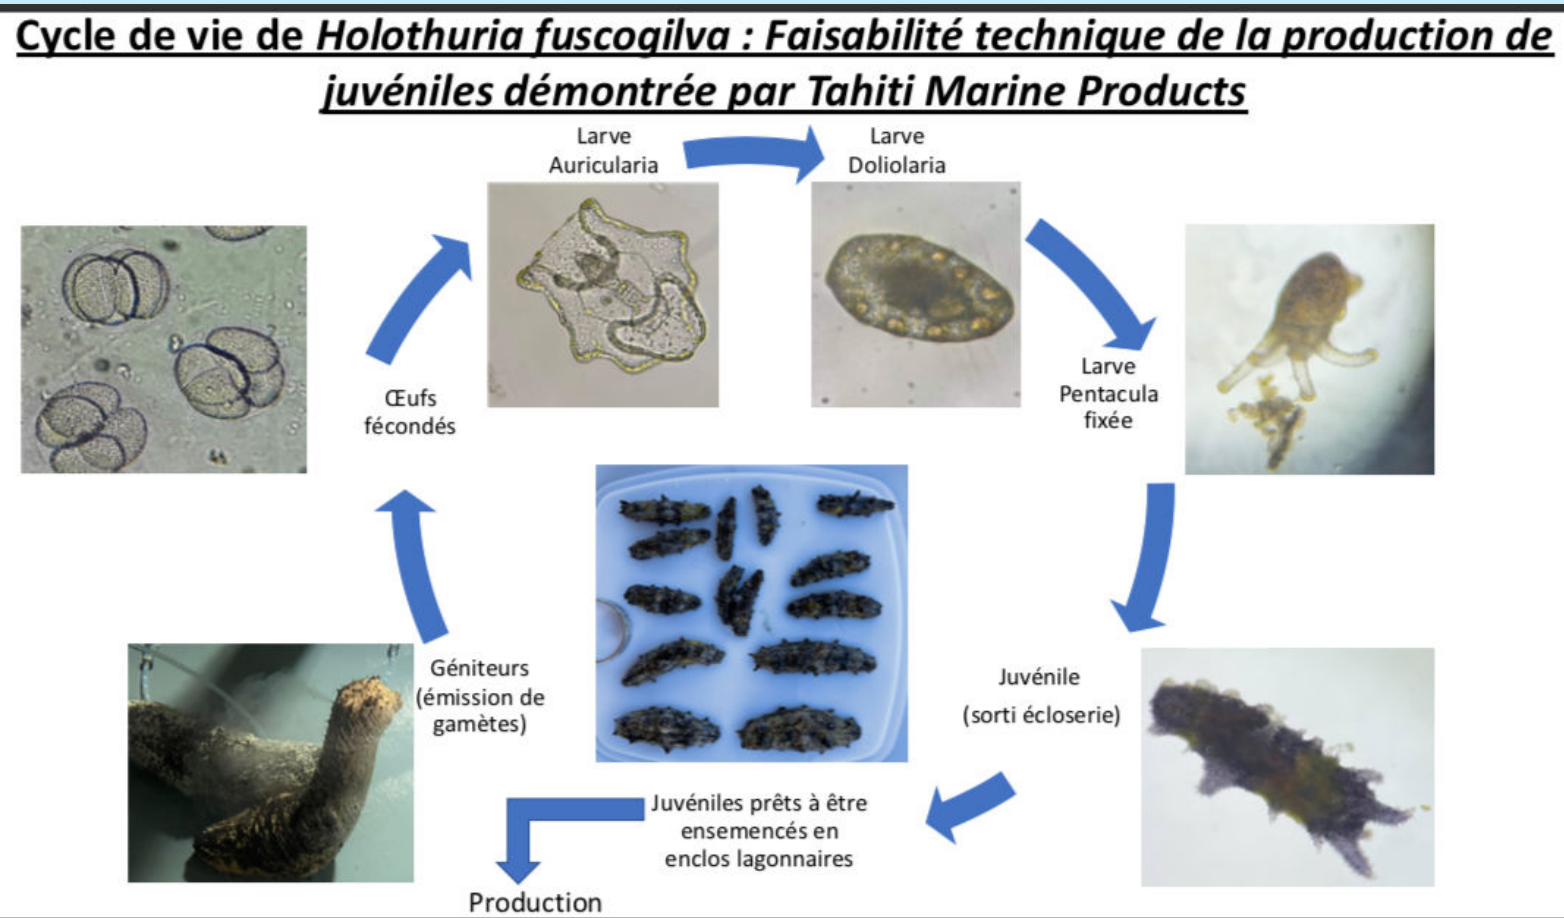 Cycle de vie de Holothuria fuscogilva : Faisabilité technique de la production de
juvéniles démontrée par Tahiti Marine Products
Larve
Auricularia
Larve
Doliolaria
Larve
Pentacula
fixée
Œufs
fécondés
Géniteurs
(émission de
gamètes)
Juvénile
(sorti écloserie)
Juvéniles prêts à être
ensemencés en
enclos lagonnaires
Production